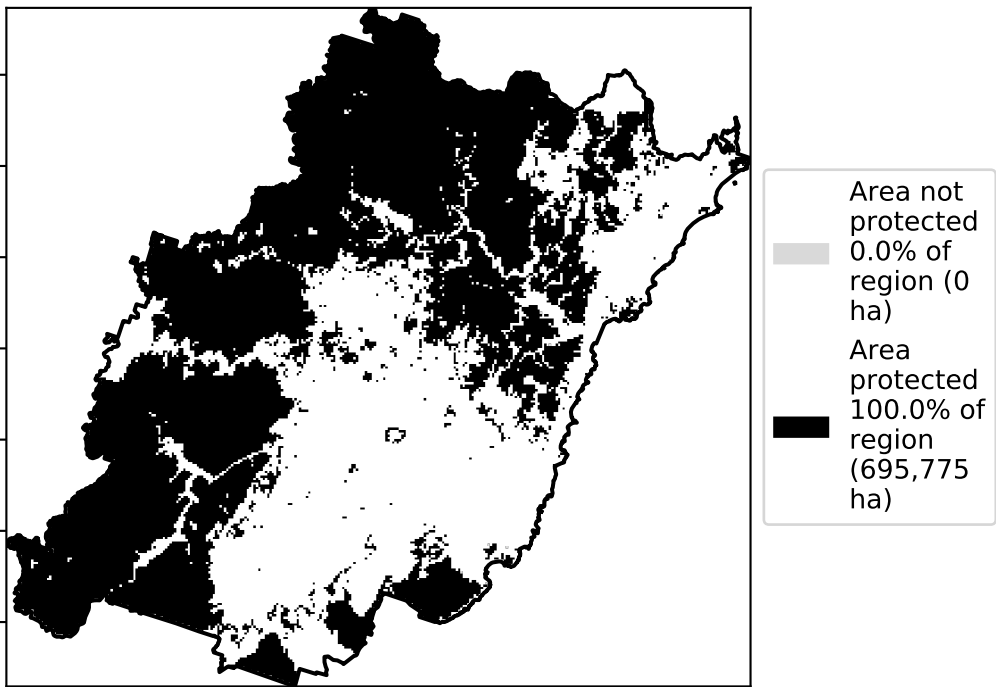 Area not
protected
0.0% of
region (0
ha)
Area
protected
100.0% of
region
(695,775
ha)